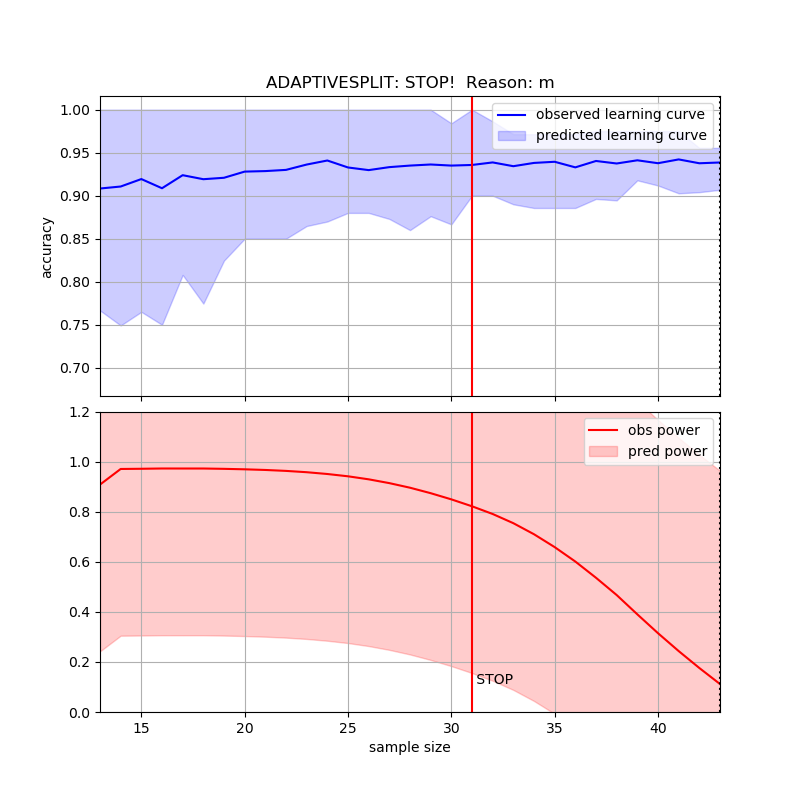 ADAPTIVESPLIT: STOP!  Reason: m
1.00
0.95
0.90
0.85
0.80
0.75
0.70
accuracy
observed learning curve
predicted learning curve
1.2
1.0
0.8
0.6
0.4
0.2
0.0
obs power
pred power
STOP
15
20
25
30
35
40
sample size